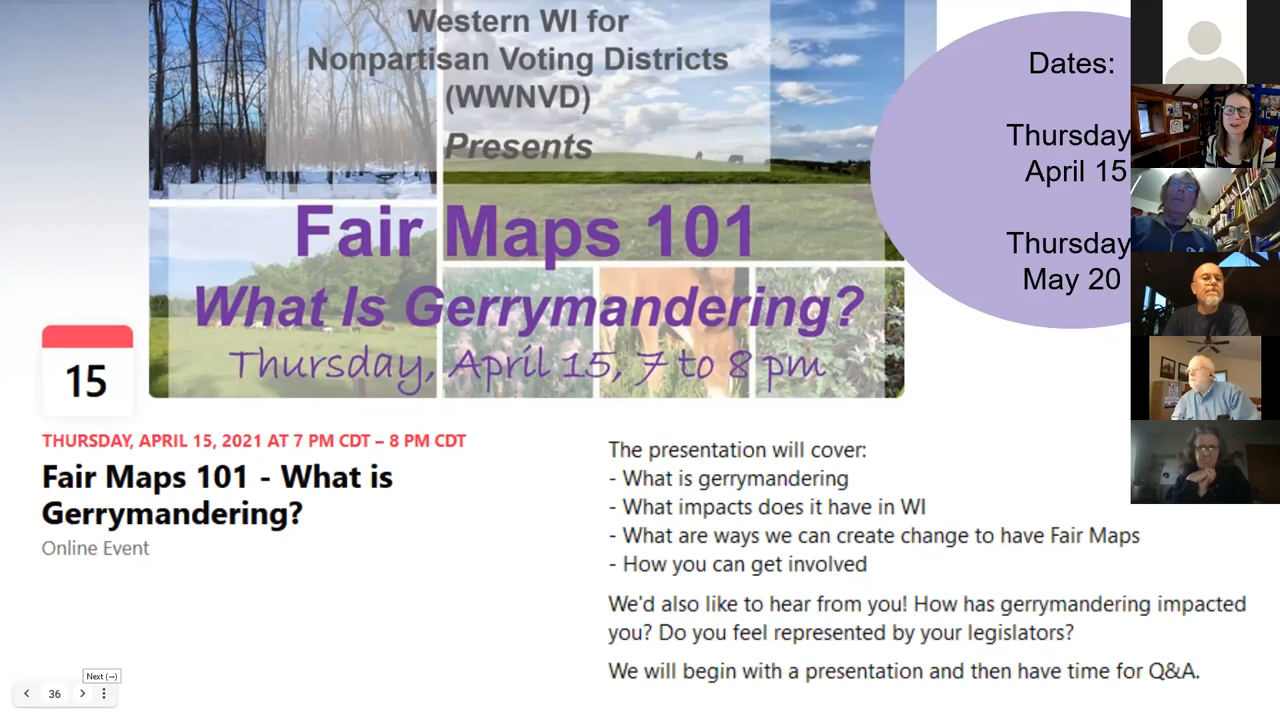 Western WI for
Nonpartisan Voting Districts
(WWNVD)
Presents
Fair Maps 101
What Is Gerrymandering?
Thursday, April 15, 7 to 8 pm
Dates:
Thursday
April 15
Thursday
May 20
15
THURSDAY, APRIL 15, 2021 AT 7 PM CDT – 8 PM CDT
Fair Maps 101 - What is
Gerrymandering?
Online Event
The presentation will cover:
- What is gerrymandering
- What impacts does it have in WI
- What are ways we can create change to have Fair Maps
- How you can get involved
We'd also like to hear from you! How has gerrymandering impacted
you? Do you feel represented by your legislators?
We will begin with a presentation and then have time for Q&A.
Next (→)
36